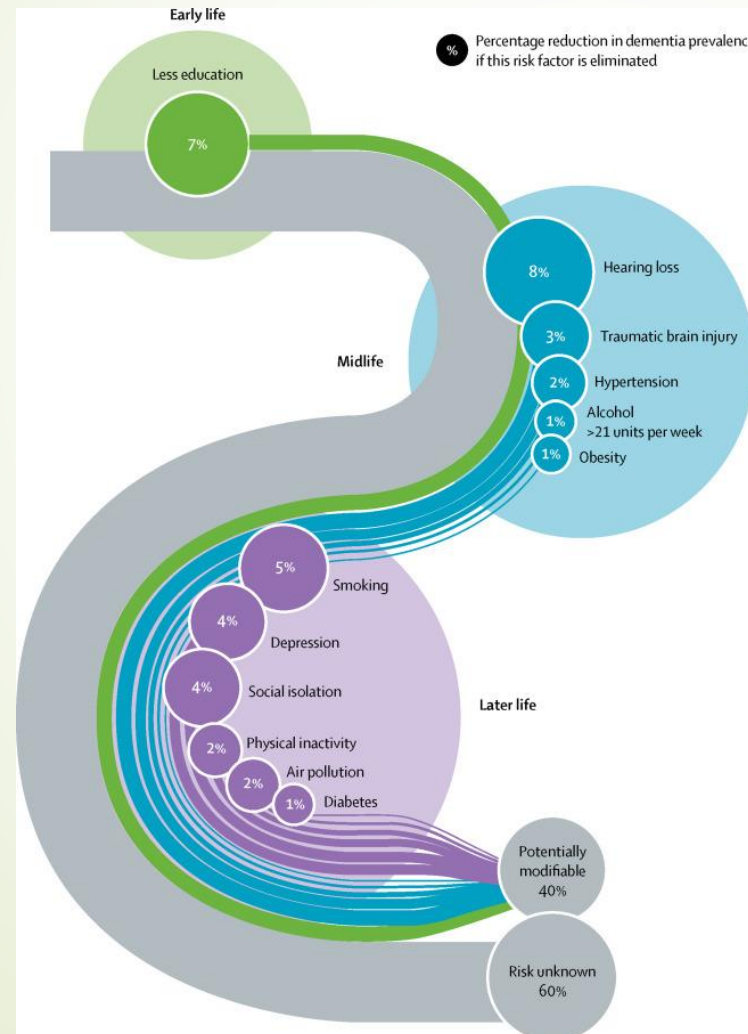 Early life
Percentage reduction in dementia prevalenc
% if this risk factor is eliminated
Less education
7%
8%
Hearing loss
3%
Traumatic brain injury
Midlife
2%
Hypertension
1%
Alcohol
>21 units per week
1%
Obesity
5%
Smoking
4%
Depression
4%
Social isolation
Later life
2%
Physical inactivity
2%
Air pollution
1%
Diabetes
Potentially
modifiable
40%
Risk unknown
60%